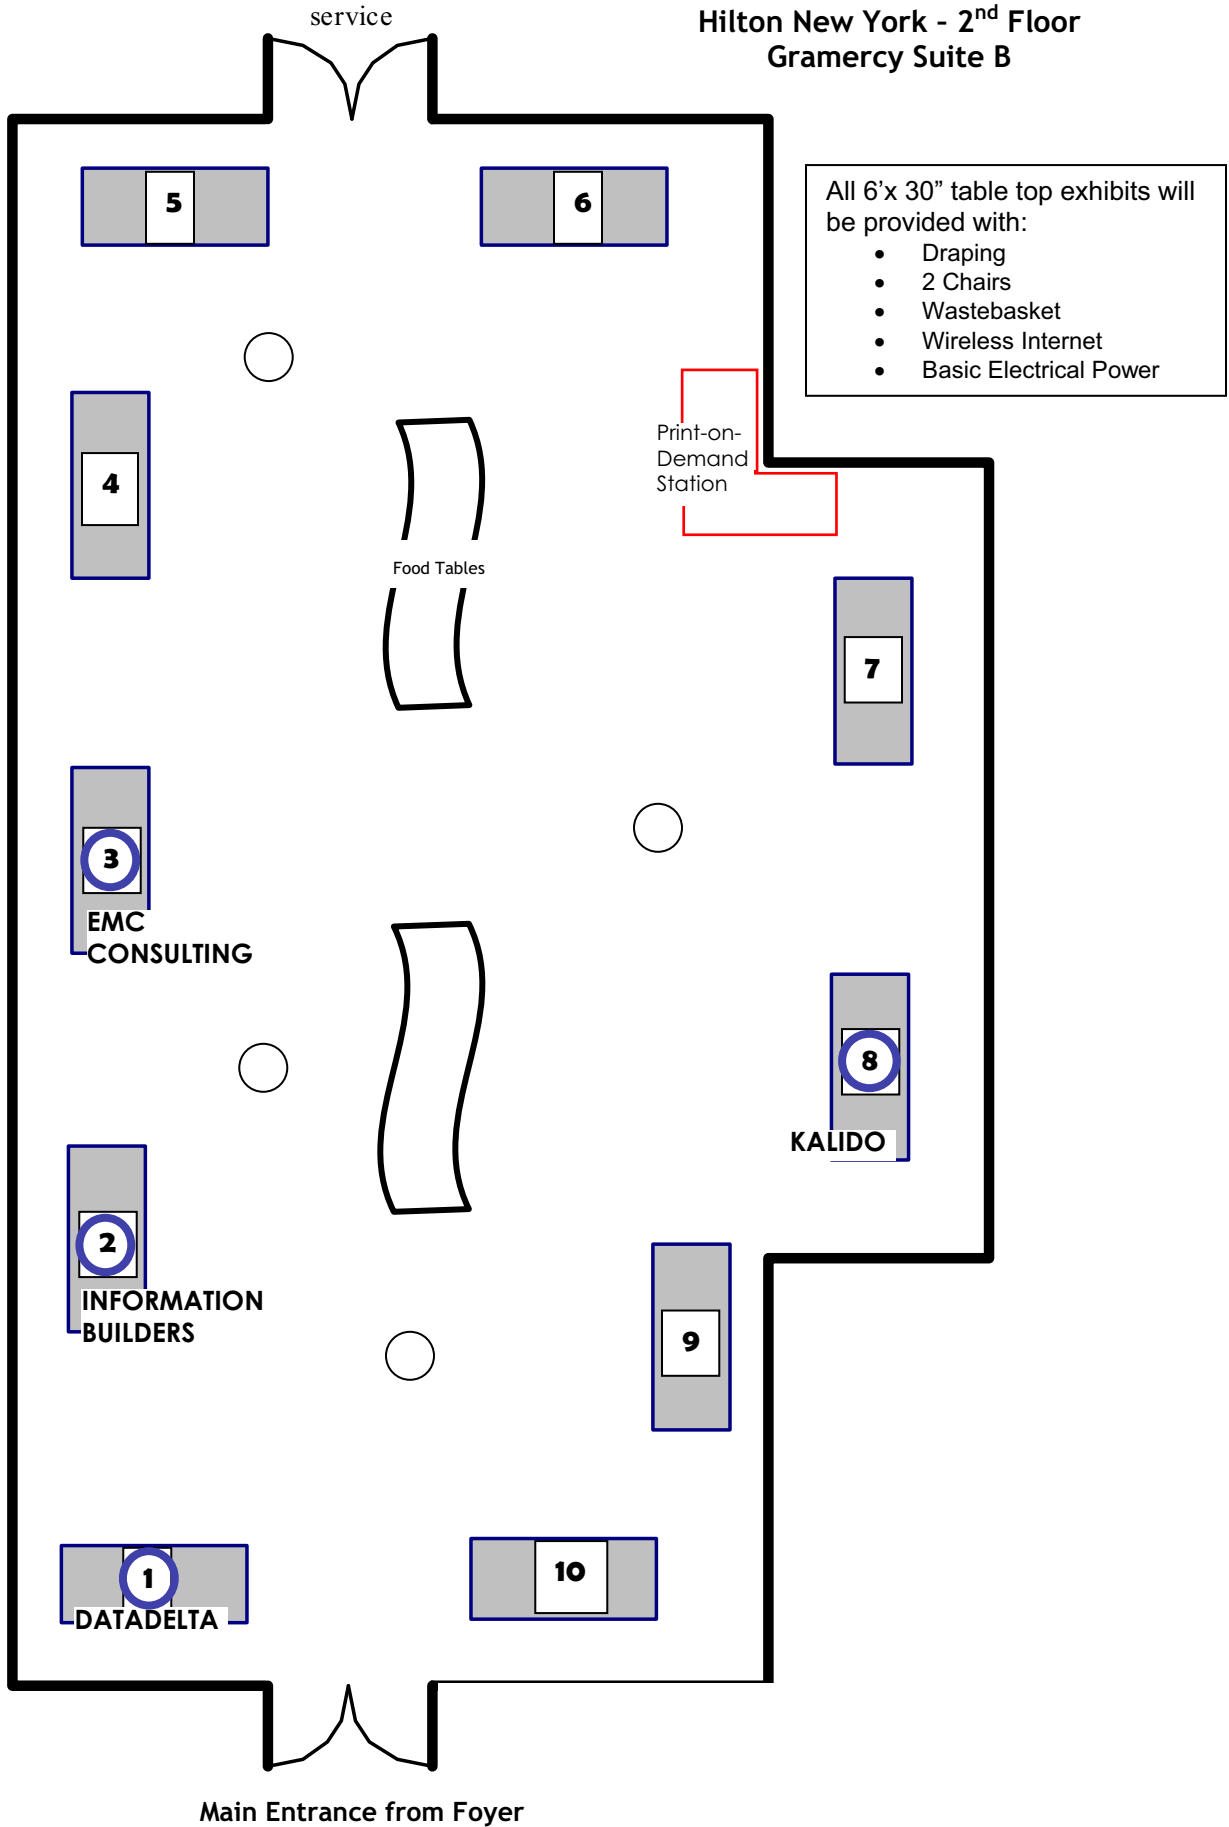 service
Hilton New York – 2nd Floor
Gramercy Suite B
5
6
All 6’x 30” table top exhibits will
be provided with:
• Draping
• 2 Chairs
• Wastebasket
• Wireless Internet
• Basic Electrical Power
Print-on-
Demand
Station
4
Food Tables
7
3
EMC
CONSULTING
8
KALIDO
2
INFORMATION
BUILDERS
9
1
DATADELTA
10
Main Entrance from Foyer